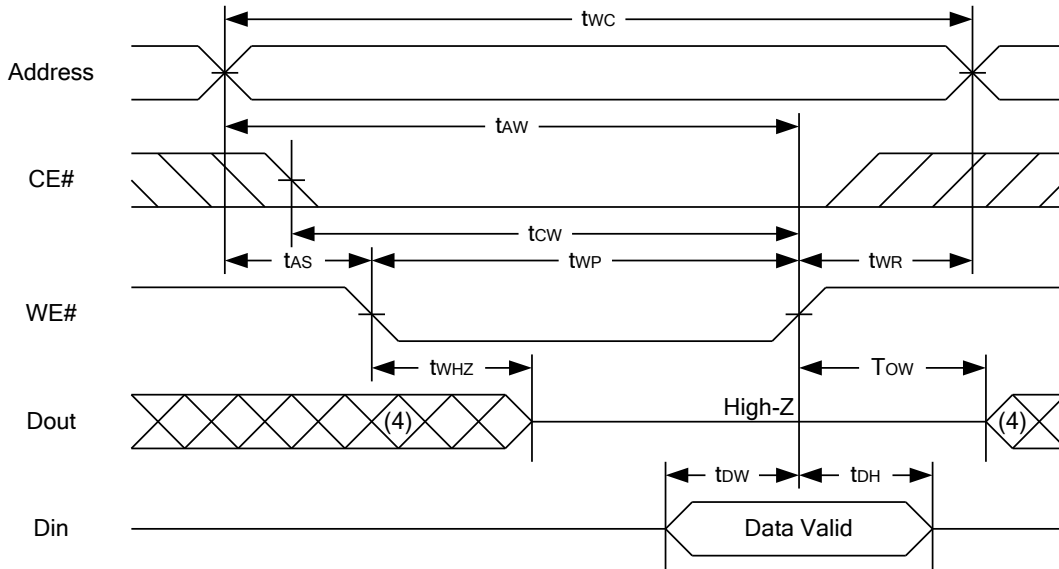 twc
Address
tAW
CE#
tCW
tAS
tWP
tWR
WE#
tWHZ
TOW
High-Z
Dout
(4)
(4)
tDW
tDH
Din
Data Valid